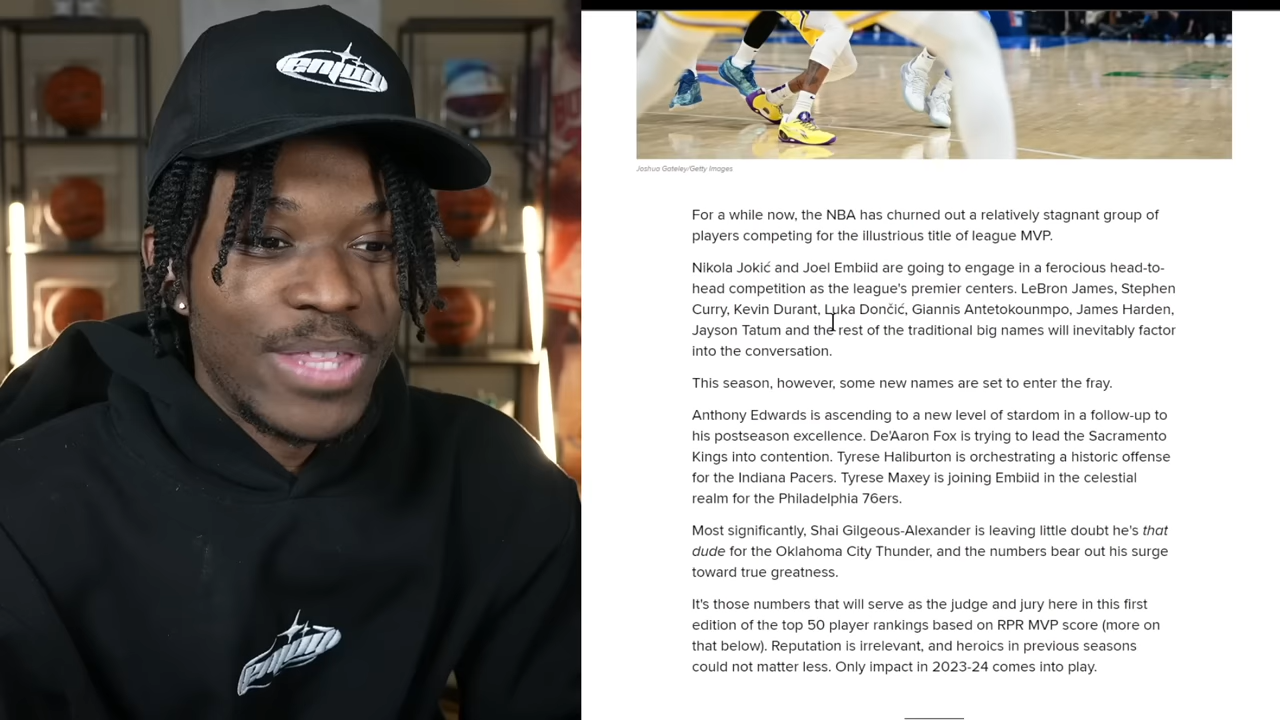 enjoy
enjoy
Joshua Gateley/Getty Images
For a while now, the NBA has churned out a relatively stagnant group of
players competing for the illustrious title of league MVP.
Nikola Jokić and Joel Embiid are going to engage in a ferocious head-to-
head competition as the league's premier centers. LeBron James, Stephen
Curry, Kevin Durant, Luka Dončić, Giannis Antetokounmpo, James Harden,
Jayson Tatum and the rest of the traditional big names will inevitably factor
into the conversation.
This season, however, some new names are set to enter the fray.
Anthony Edwards is ascending to a new level of stardom in a follow-up to
his postseason excellence. De'Aaron Fox is trying to lead the Sacramento
Kings into contention. Tyrese Haliburton is orchestrating a historic offense
for the Indiana Pacers. Tyrese Maxey is joining Embiid in the celestial
realm for the Philadelphia 76ers.
Most significantly, Shai Gilgeous-Alexander is leaving little doubt he's that
dude for the Oklahoma City Thunder, and the numbers bear out his surge
toward true greatness.
It's those numbers that will serve as the judge and jury here in this first
edition of the top 50 player rankings based on RPR MVP score (more on
that below). Reputation is irrelevant, and heroics in previous seasons
could not matter less. Only impact in 2023-24 comes into play.